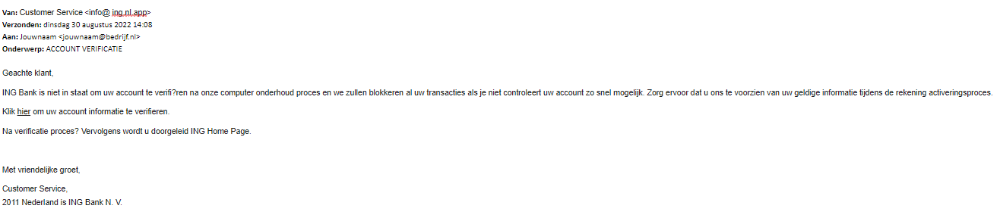 Van: Customer Service <info@ ing.nl.app>
Verzonden: dinsdag 30 augustus 2022 14:08
Aan: Jouwnaam <jouwnaam@bedrijf.nl>
Onderwerp: ACCOUNT VERIFICATIE
Geachte klant,
ING Bank is niet in staat om uw account te verifi?ren na onze computer onderhoud proces en we zullen blokkeren al uw transacties als je niet controleert uw account zo snel mogelijk. Zorg ervoor dat u ons te voorzien van uw geldige informatie tijdens de rekening activeringsproces.
Klik hier om uw account informatie te verifieren.
Na verificatie proces? Vervolgens wordt u doorgeleid ING Home Page.
Met vriendelijke groet,
Customer Service,
2011 Nederland is ING Bank N. V.